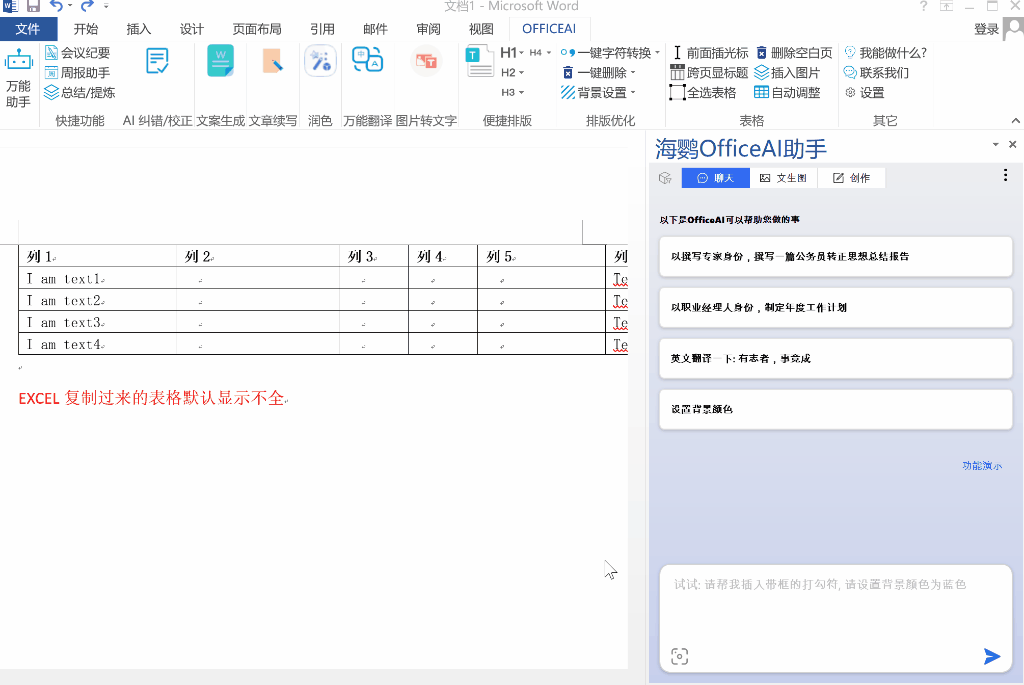 文档1 - Microsoft Word
文件 开始 插入 设计 页面布局 引用 邮件 审阅 视图 OFFICEAI 登录
万能助手
会议纪要
周报助手
总结/提炼
快捷功能
AI 纠错/校正
文案生成
文章续写
润色
万能翻译
图片转文字
H1 H4
H2
H3
便捷排版
一键字符转换
一键删除
背景设置
排版优化
前面插光标 删除空白页
跨页显标题 插入图片
全选表格 自动调整
表格
我能做什么?
联系我们
设置
其它
列 1 列 2 列 3 列 4 列 5 列
I am text1 Te
I am text2 Te
I am text3 Te
I am text4 Te
EXCEL 复制过来的表格默认显示不全
海鹦OfficeAI助手
聊天 文生图 创作
以下是OfficeAI可以帮助您做的事
以撰写专家身份，撰写一篇公务员转正思想总结报告
以职业经理人身份，制定年度工作计划
英文翻译一下: 有志者，事竟成
设置背景颜色
功能演示
试试: 请帮我插入带框的打勾符, 请设置背景颜色为蓝色